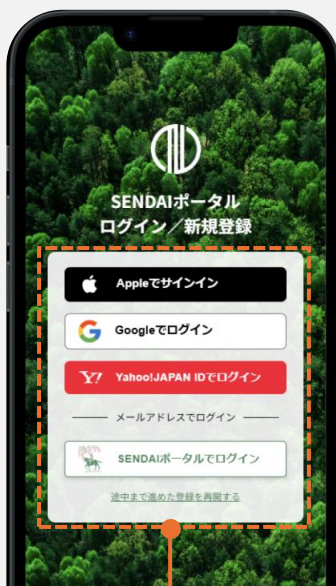 SENDAIポータル
ログイン／新規登録
Appleでサインイン
Googleでログイン
Yahoo!JAPAN IDでログイン
メールアドレスでログイン
SENDAIポータルでログイン
途中まで進めた登録を再開する